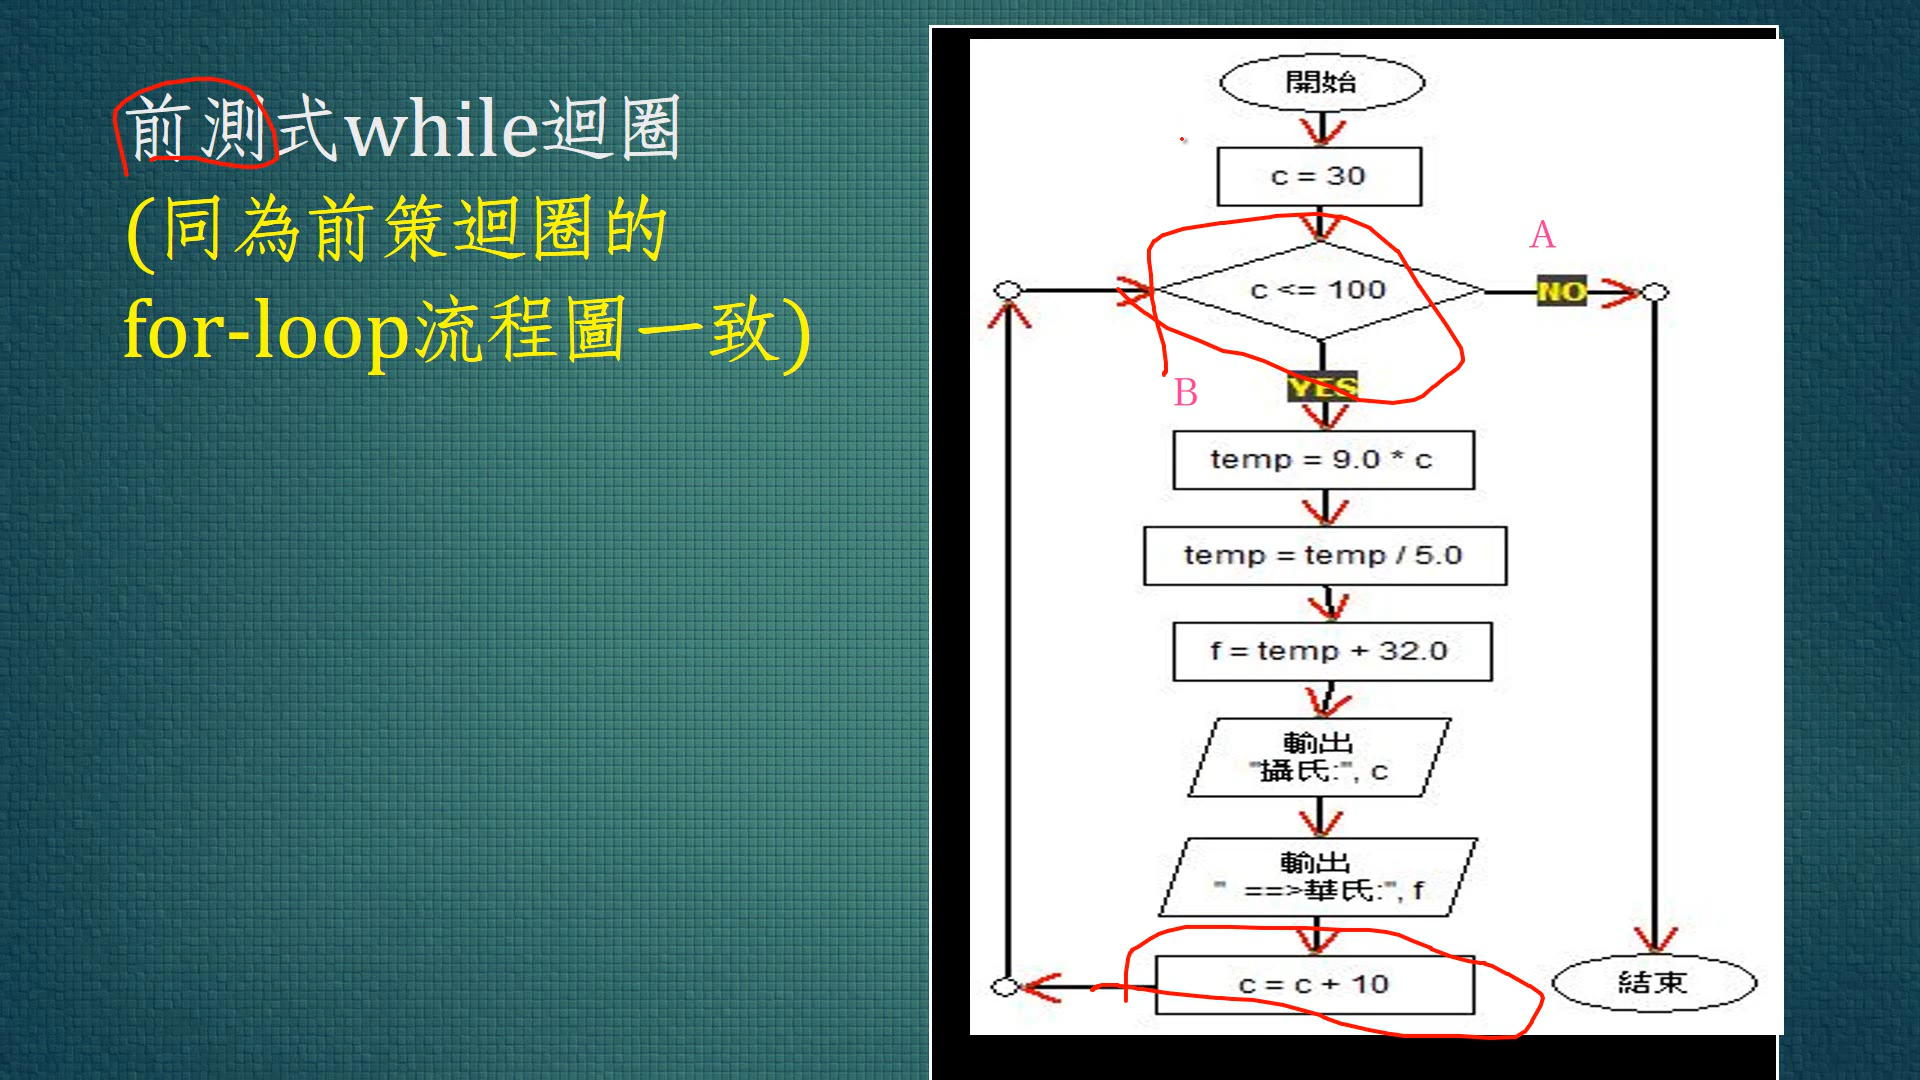 前測式while迴圈
(同為前策迴圈的
for-loop流程圖一致)
開始
c = 30
A
c <= 100
NO
B
YES
temp = 9.0 * c
temp = temp / 5.0
f = temp + 32.0
輸出
"攝氏:", c
輸出
" ==>華氏:", f
c = c + 10
結束